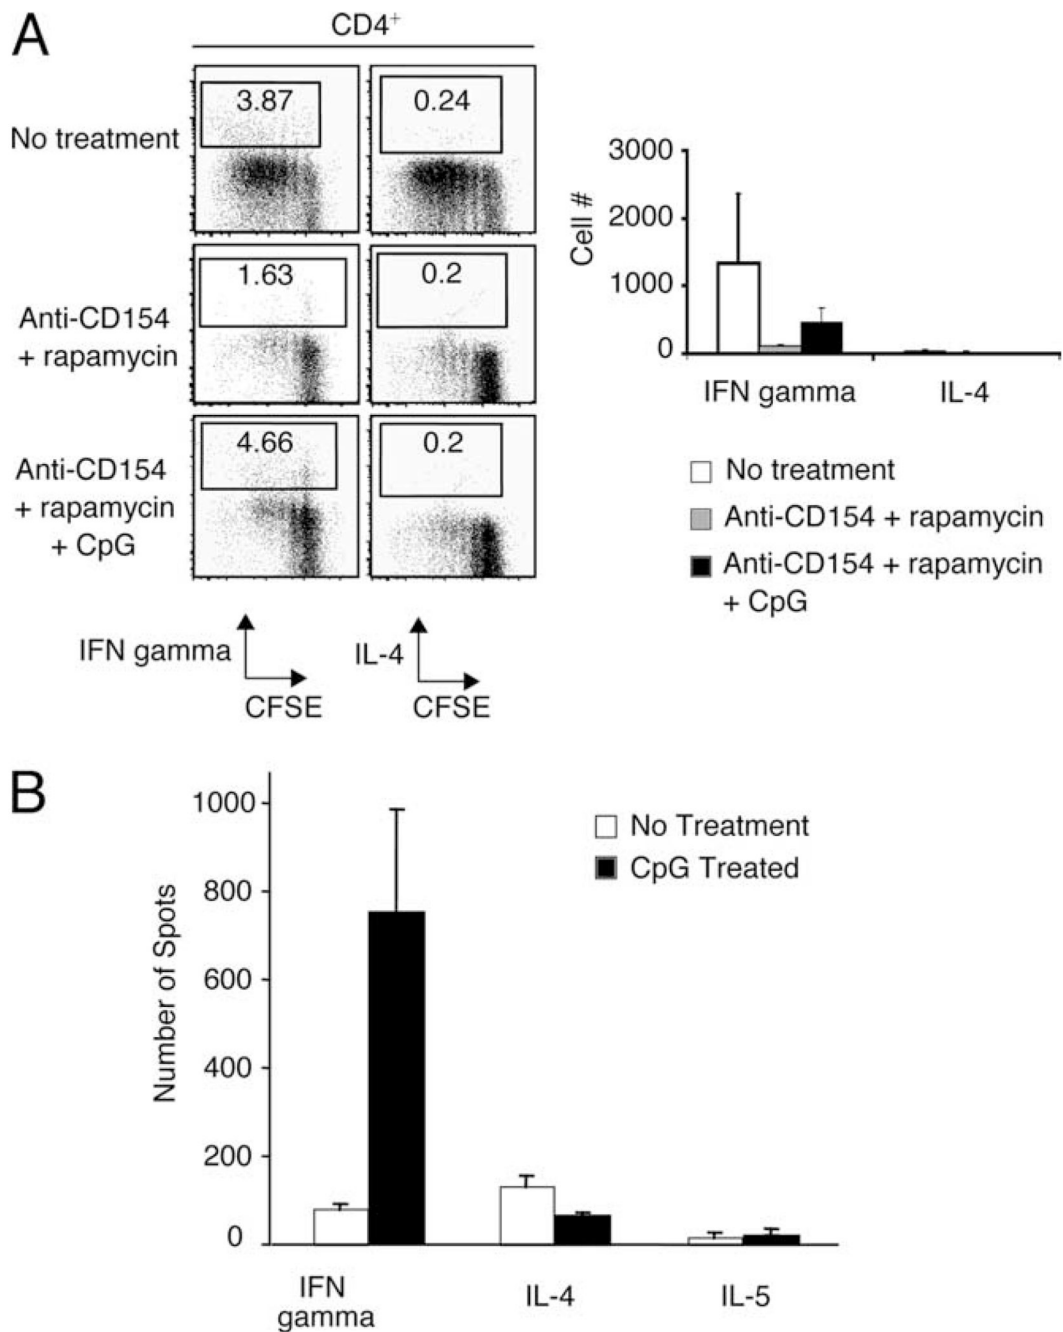 A
CD4⁺
No treatment
3.87
0.24
Anti-CD154
+ rapamycin
1.63
0.2
Anti-CD154
+ rapamycin
+ CpG
4.66
0.2
IFN gamma
CFSE
IL-4
CFSE
Cell #
3000
2000
1000
0
IFN gamma
IL-4
No treatment
Anti-CD154 + rapamycin
Anti-CD154 + rapamycin
+ CpG
B
Number of Spots
1000
800
600
400
200
0
IFN
gamma
IL-4
IL-5
No Treatment
CpG Treated